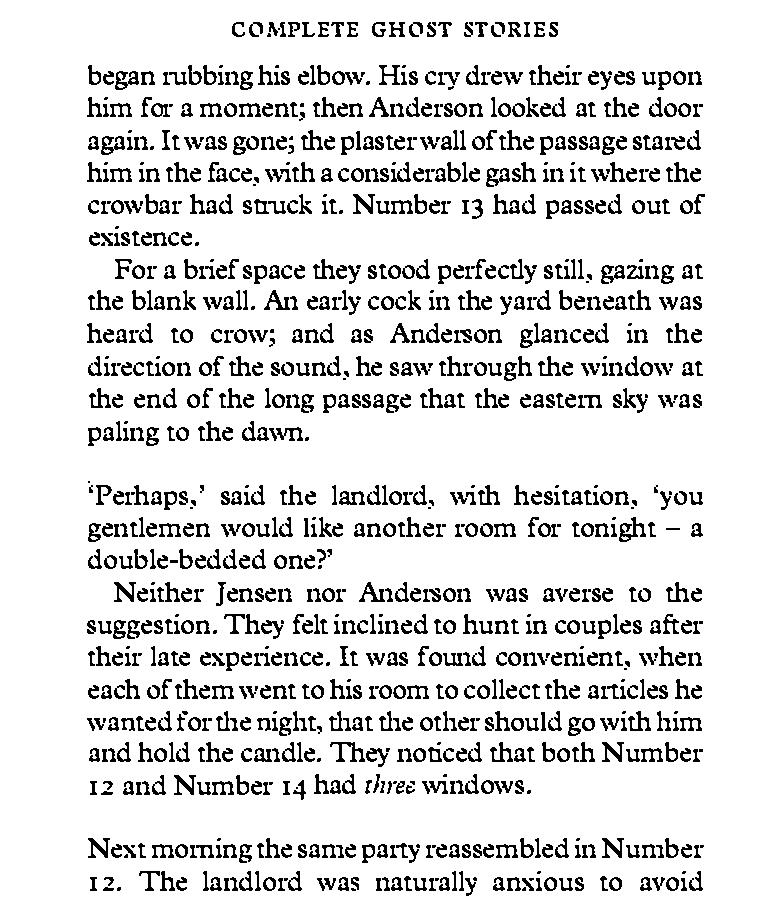 COMPLETE GHOST STORIES
began rubbing his elbow. His cry drew their eyes upon
him for a moment; then Anderson looked at the door
again. It was gone; the plaster wall of the passage stared
him in the face, with a considerable gash in it where the
crowbar had struck it. Number 13 had passed out of
existence.
For a brief space they stood perfectly still, gazing at
the blank wall. An early cock in the yard beneath was
heard to crow; and as Anderson glanced in the
direction of the sound, he saw through the window at
the end of the long passage that the eastern sky was
paling to the dawn.
‘Perhaps,’ said the landlord, with hesitation, ‘you
gentlemen would like another room for tonight – a
double-bedded one?’
Neither Jensen nor Anderson was averse to the
suggestion. They felt inclined to hunt in couples after
their late experience. It was found convenient, when
each of them went to his room to collect the articles he
wanted for the night, that the other should go with him
and hold the candle. They noticed that both Number
12 and Number 14 had three windows.
Next morning the same party reassembled in Number
12. The landlord was naturally anxious to avoid